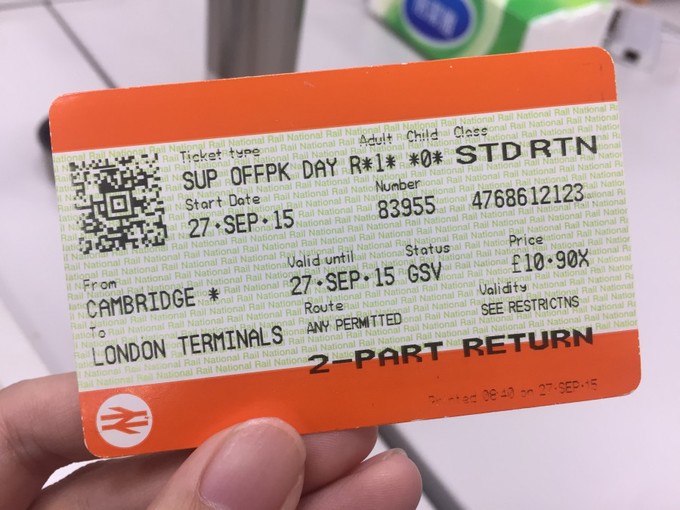 Ticket type Adult Child Class
SUP OFFPK DAY R*1* *0* STD RTN
Start Date Number
27·SEP·15 83955 4768612123
From Valid until Status Price
CAMBRIDGE * 27·SEP·15 GSV £10·90X
To Route Validity
LONDON TERMINALS ANY PERMITTED SEE RESTRICTNS
2-PART RETURN
Printed 08:40 on 27·SEP·15